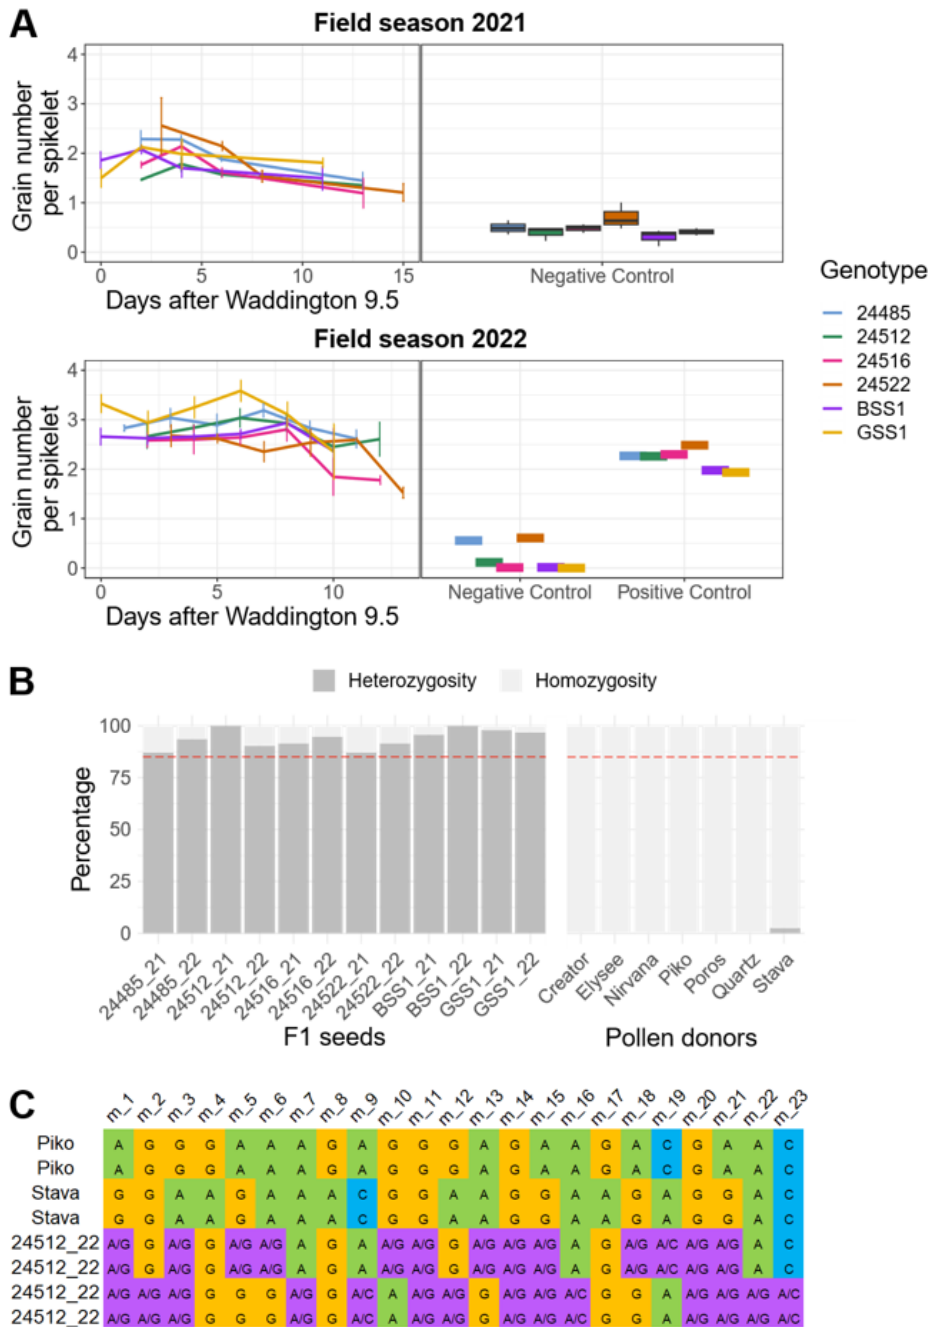 A
Field season 2021
Grain number
per spikelet
4
3
2
1
0
0 5 10 15
Days after Waddington 9.5
Negative Control
Field season 2022
Grain number
per spikelet
4
3
2
1
0
0 5 10
Days after Waddington 9.5
Negative Control Positive Control
Genotype
24485
24512
24516
24522
BSS1
GSS1
B
Heterozygosity Homozygosity
Percentage
100
75
50
25
0
24485_21 24485_22 24512_21 24512_22 24516_21 24516_22 24522_21 24522_22 BSS1_21 BSS1_22 GSS1_21 GSS1_22
F1 seeds
Creator Elysee Nirvana Piko Poros Quartz Stava
Pollen donors
C
m_1 m_2 m_3 m_4 m_5 m_6 m_7 m_8 m_9 m_10 m_11 m_12 m_13 m_14 m_15 m_16 m_17 m_18 m_19 m_20 m_21 m_22 m_23
Piko A G G G A A A G A G G G A G A A G A C G A A C
Piko A G G G A A A G A G G G A G A A G A C G A A C
Stava G G A A G A A A C G G A A G G A A G A G G A C
Stava G G A A G A A A C G G A A G G A A G A G G A C
24512_22 A/G G A/G G A/G A/G A G A A/G A/G G A/G A/G A/G A G A/G A/C A/G A/G A C
24512_22 A/G G A/G G A/G A/G A G A A/G A/G G A/G A/G A/G A G A/G A/C A/G A/G A C
24512_22 A/G A/G A/G G G G A/G G A/C A A/G A/G G A/G A/G A/C G G A A/G A/G A/G A/C
24512_22 A/G A/G A/G G G G A/G G A/C A A/G A/G G A/G A/G A/C G G A A/G A/G A/G A/C